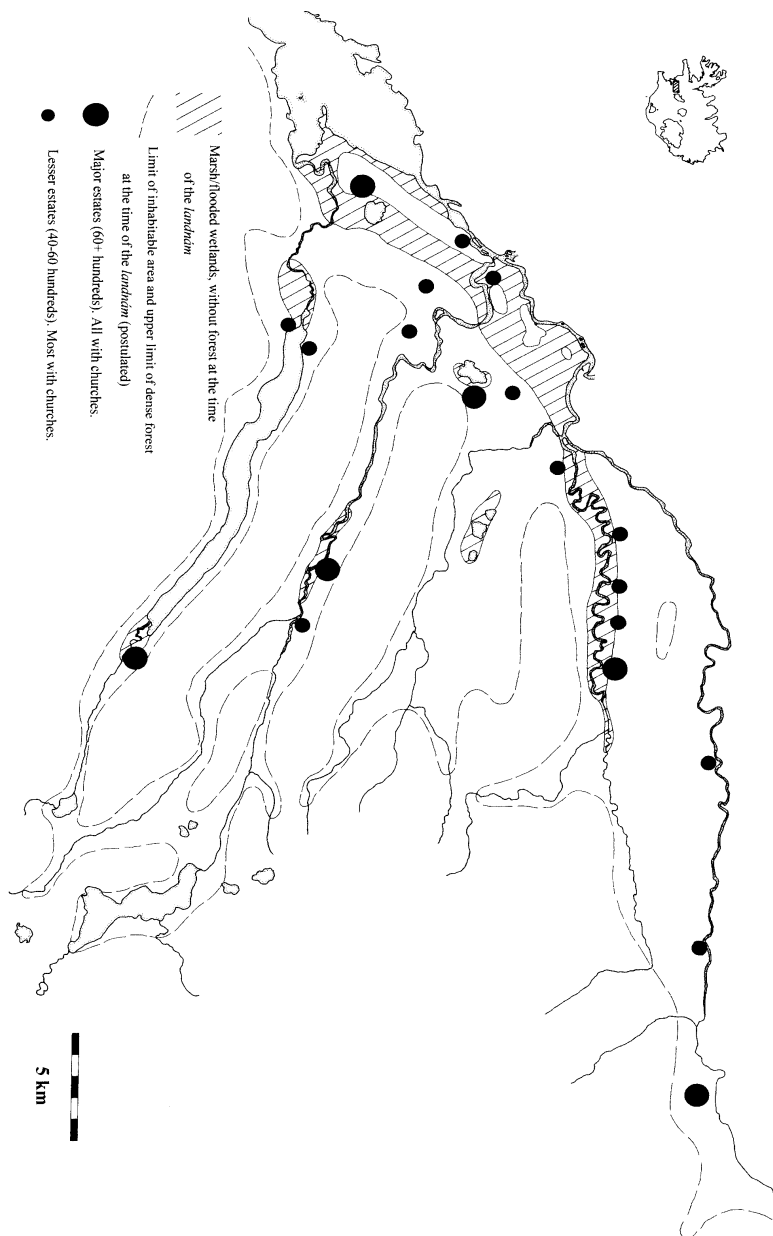 Marsh/flooded wetlands, without forest at the time
of the landnám
Limit of inhabitable area and upper limit of dense forest
at the time of the landnám (postulated)
Major estates (60+ hundreds). All with churches.
Lesser estates (40-60 hundreds). Most with churches.
5 km